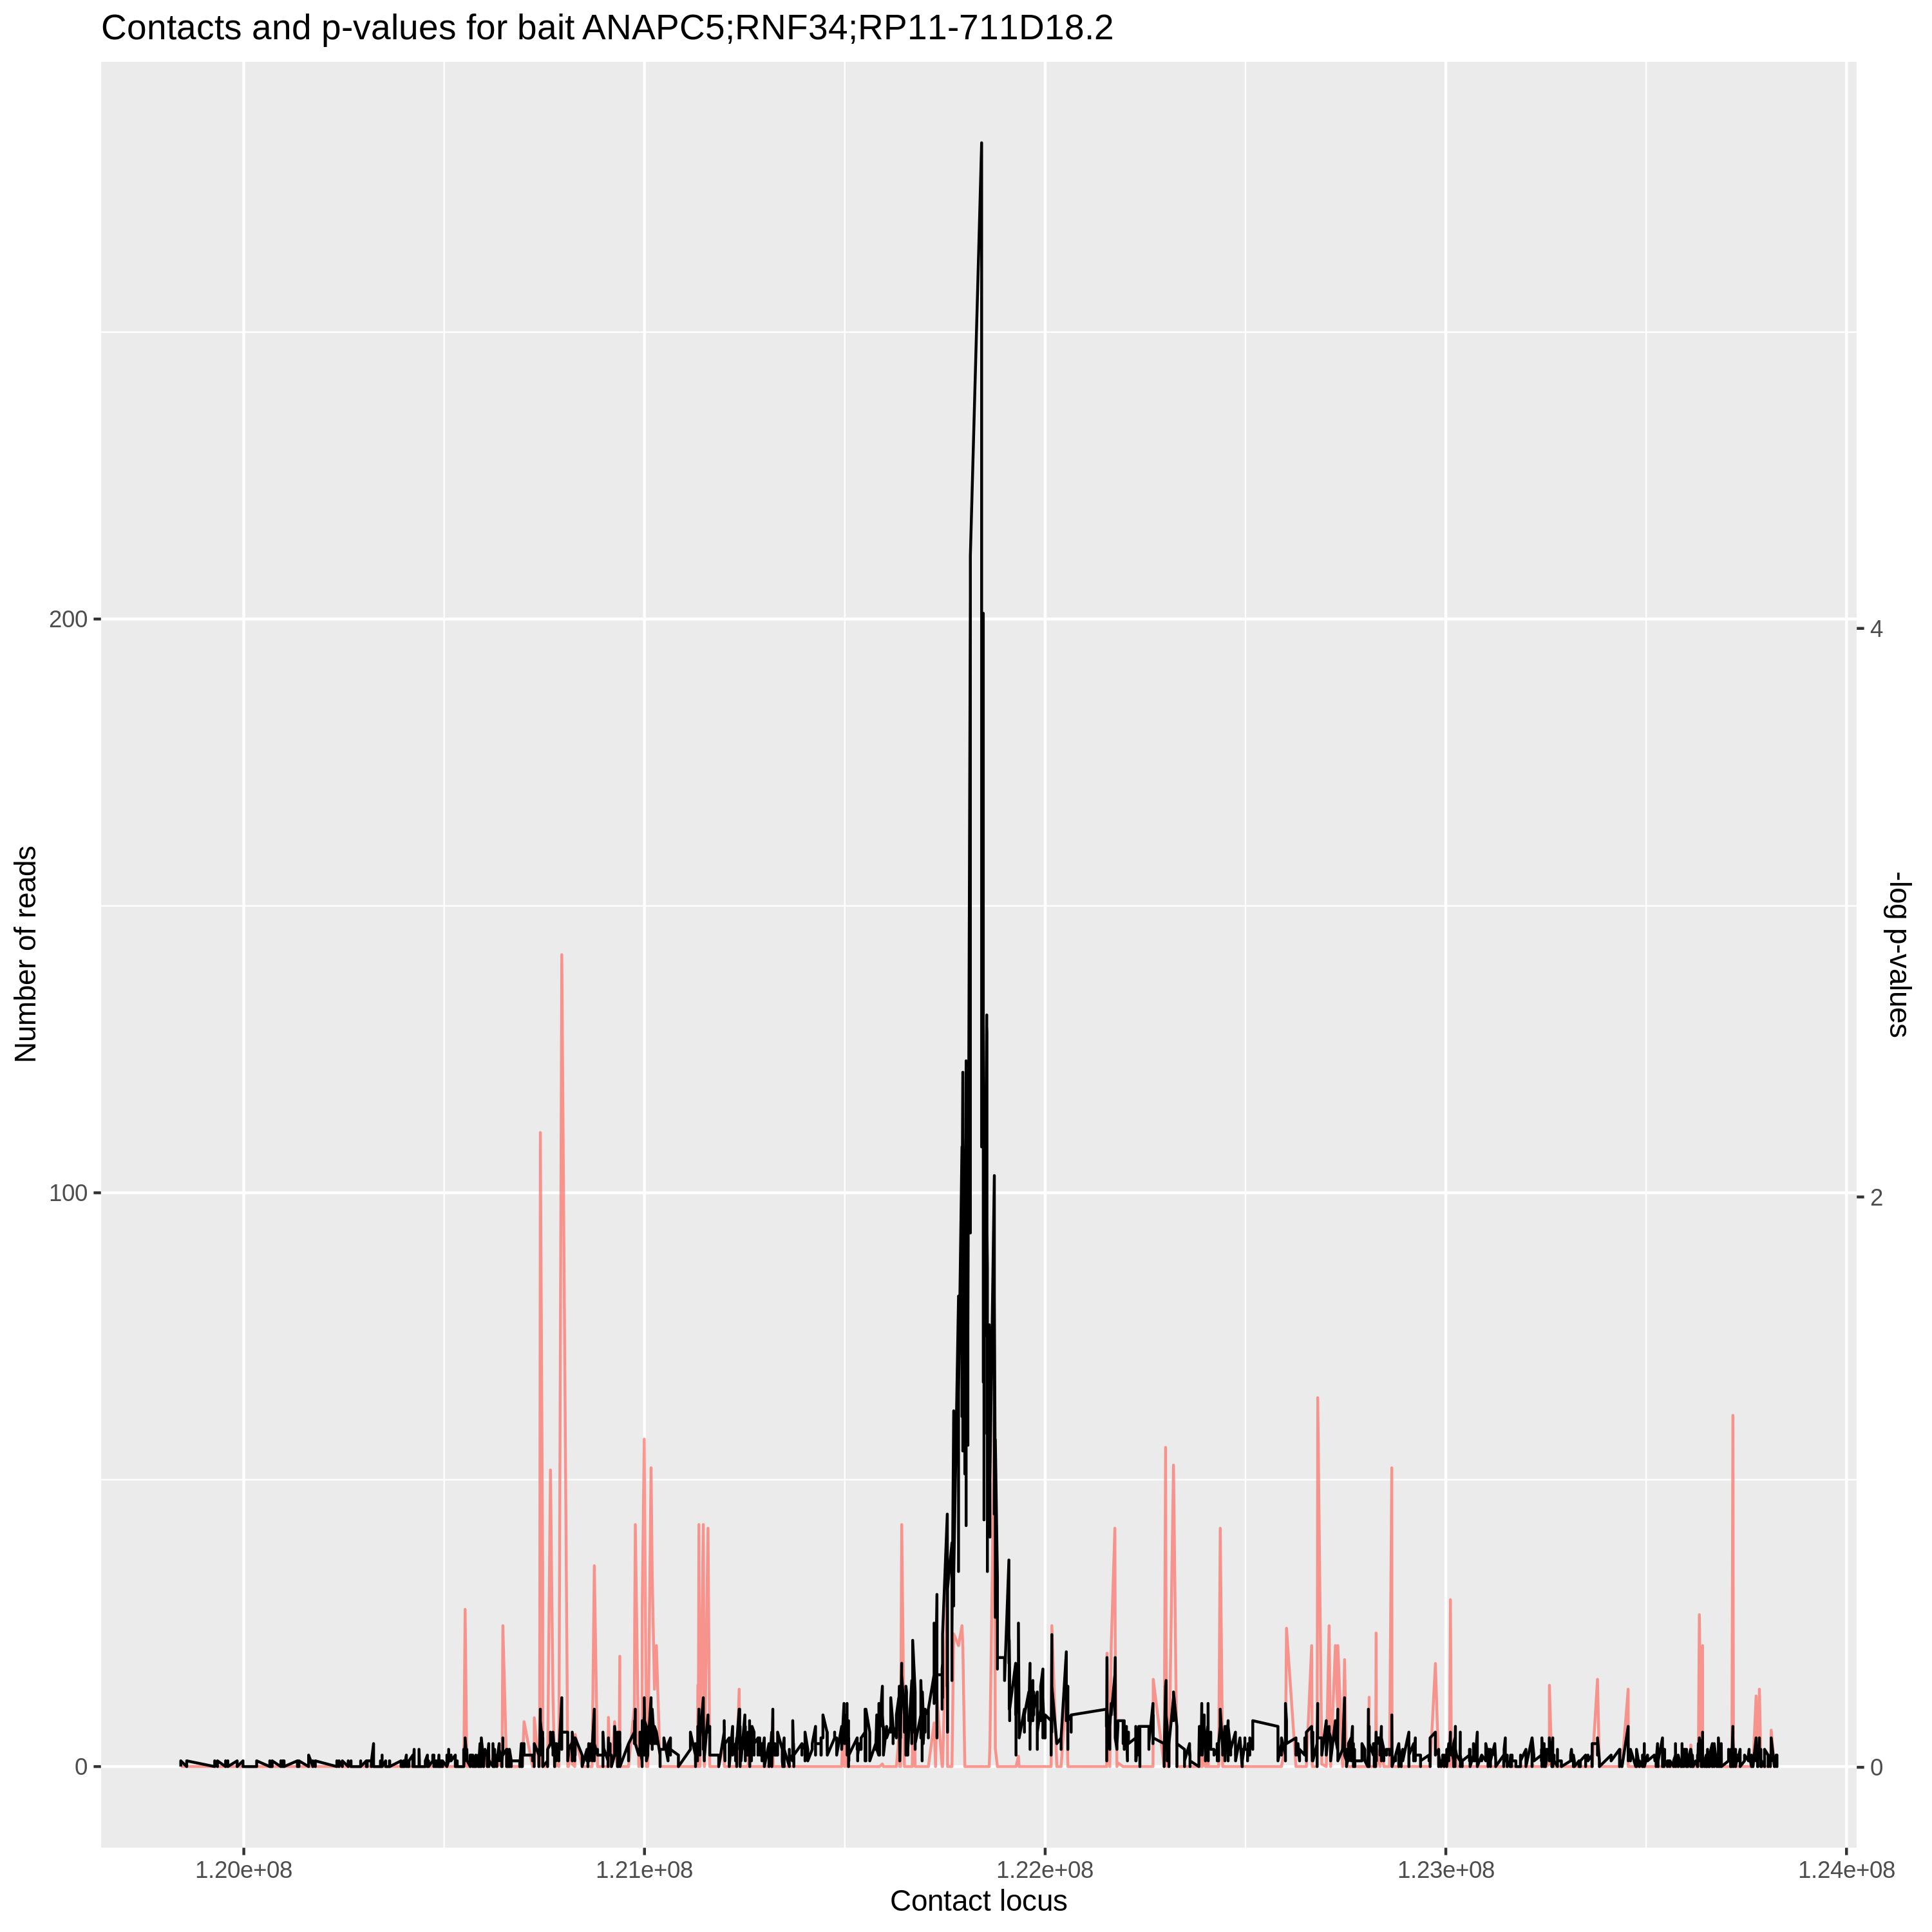 Contacts and p-values for bait ANAPC5;RNF34;RP11-711D18.2
Number of reads
200
100
0
4
2
0
-log p-values
1.20e+08 1.21e+08 1.22e+08 1.23e+08 1.24e+08
Contact locus